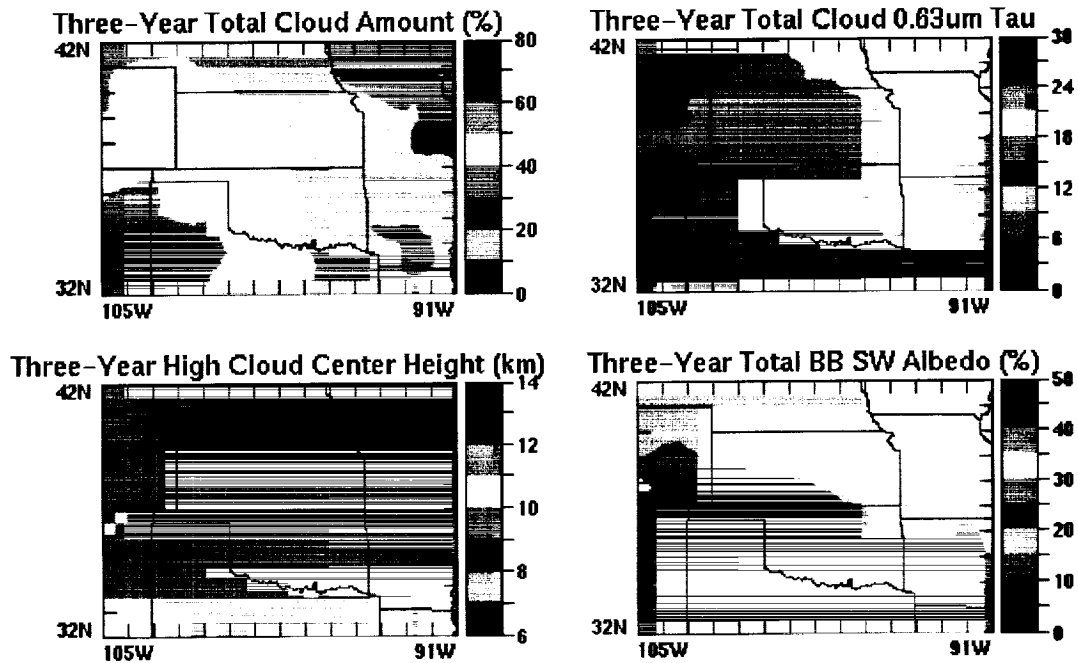 Three-Year Total Cloud Amount (%)
42N
32N
105W
91W
80
60
40
20
0
Three-Year Total Cloud 0.63um Tau
42N
32N
105W
91W
30
24
18
12
6
0
Three-Year High Cloud Center Height (km)
42N
32N
105W
91W
14
12
10
8
6
Three-Year Total BB SW Albedo (%)
42N
32N
105W
91W
50
40
30
20
10
0